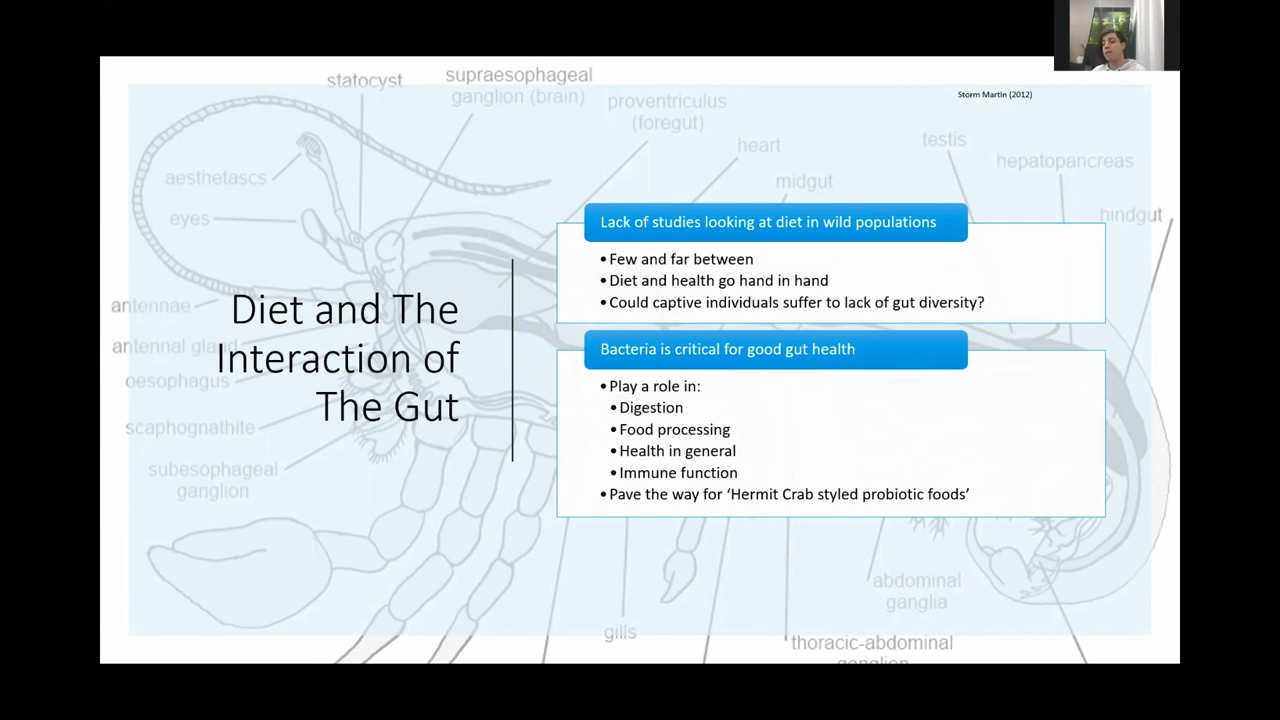 statocyst
supraesophageal
ganglion (brain)
proventriculus
(foregut)
Storm Martin (2012)
heart
testis
hepatopancreas
midgut
aesthetascs
eyes
hindgut
antennae
antennal gland
oesophagus
scaphognathite
subesophageal
ganglion
Diet and The
Interaction of
The Gut
Lack of studies looking at diet in wild populations
•Few and far between
•Diet and health go hand in hand
•Could captive individuals suffer to lack of gut diversity?
Bacteria is critical for good gut health
•Play a role in:
•Digestion
•Food processing
•Health in general
•Immune function
•Pave the way for ‘Hermit Crab styled probiotic foods’
abdominal
ganglia
gills
thoracic-abdominal
ganglion